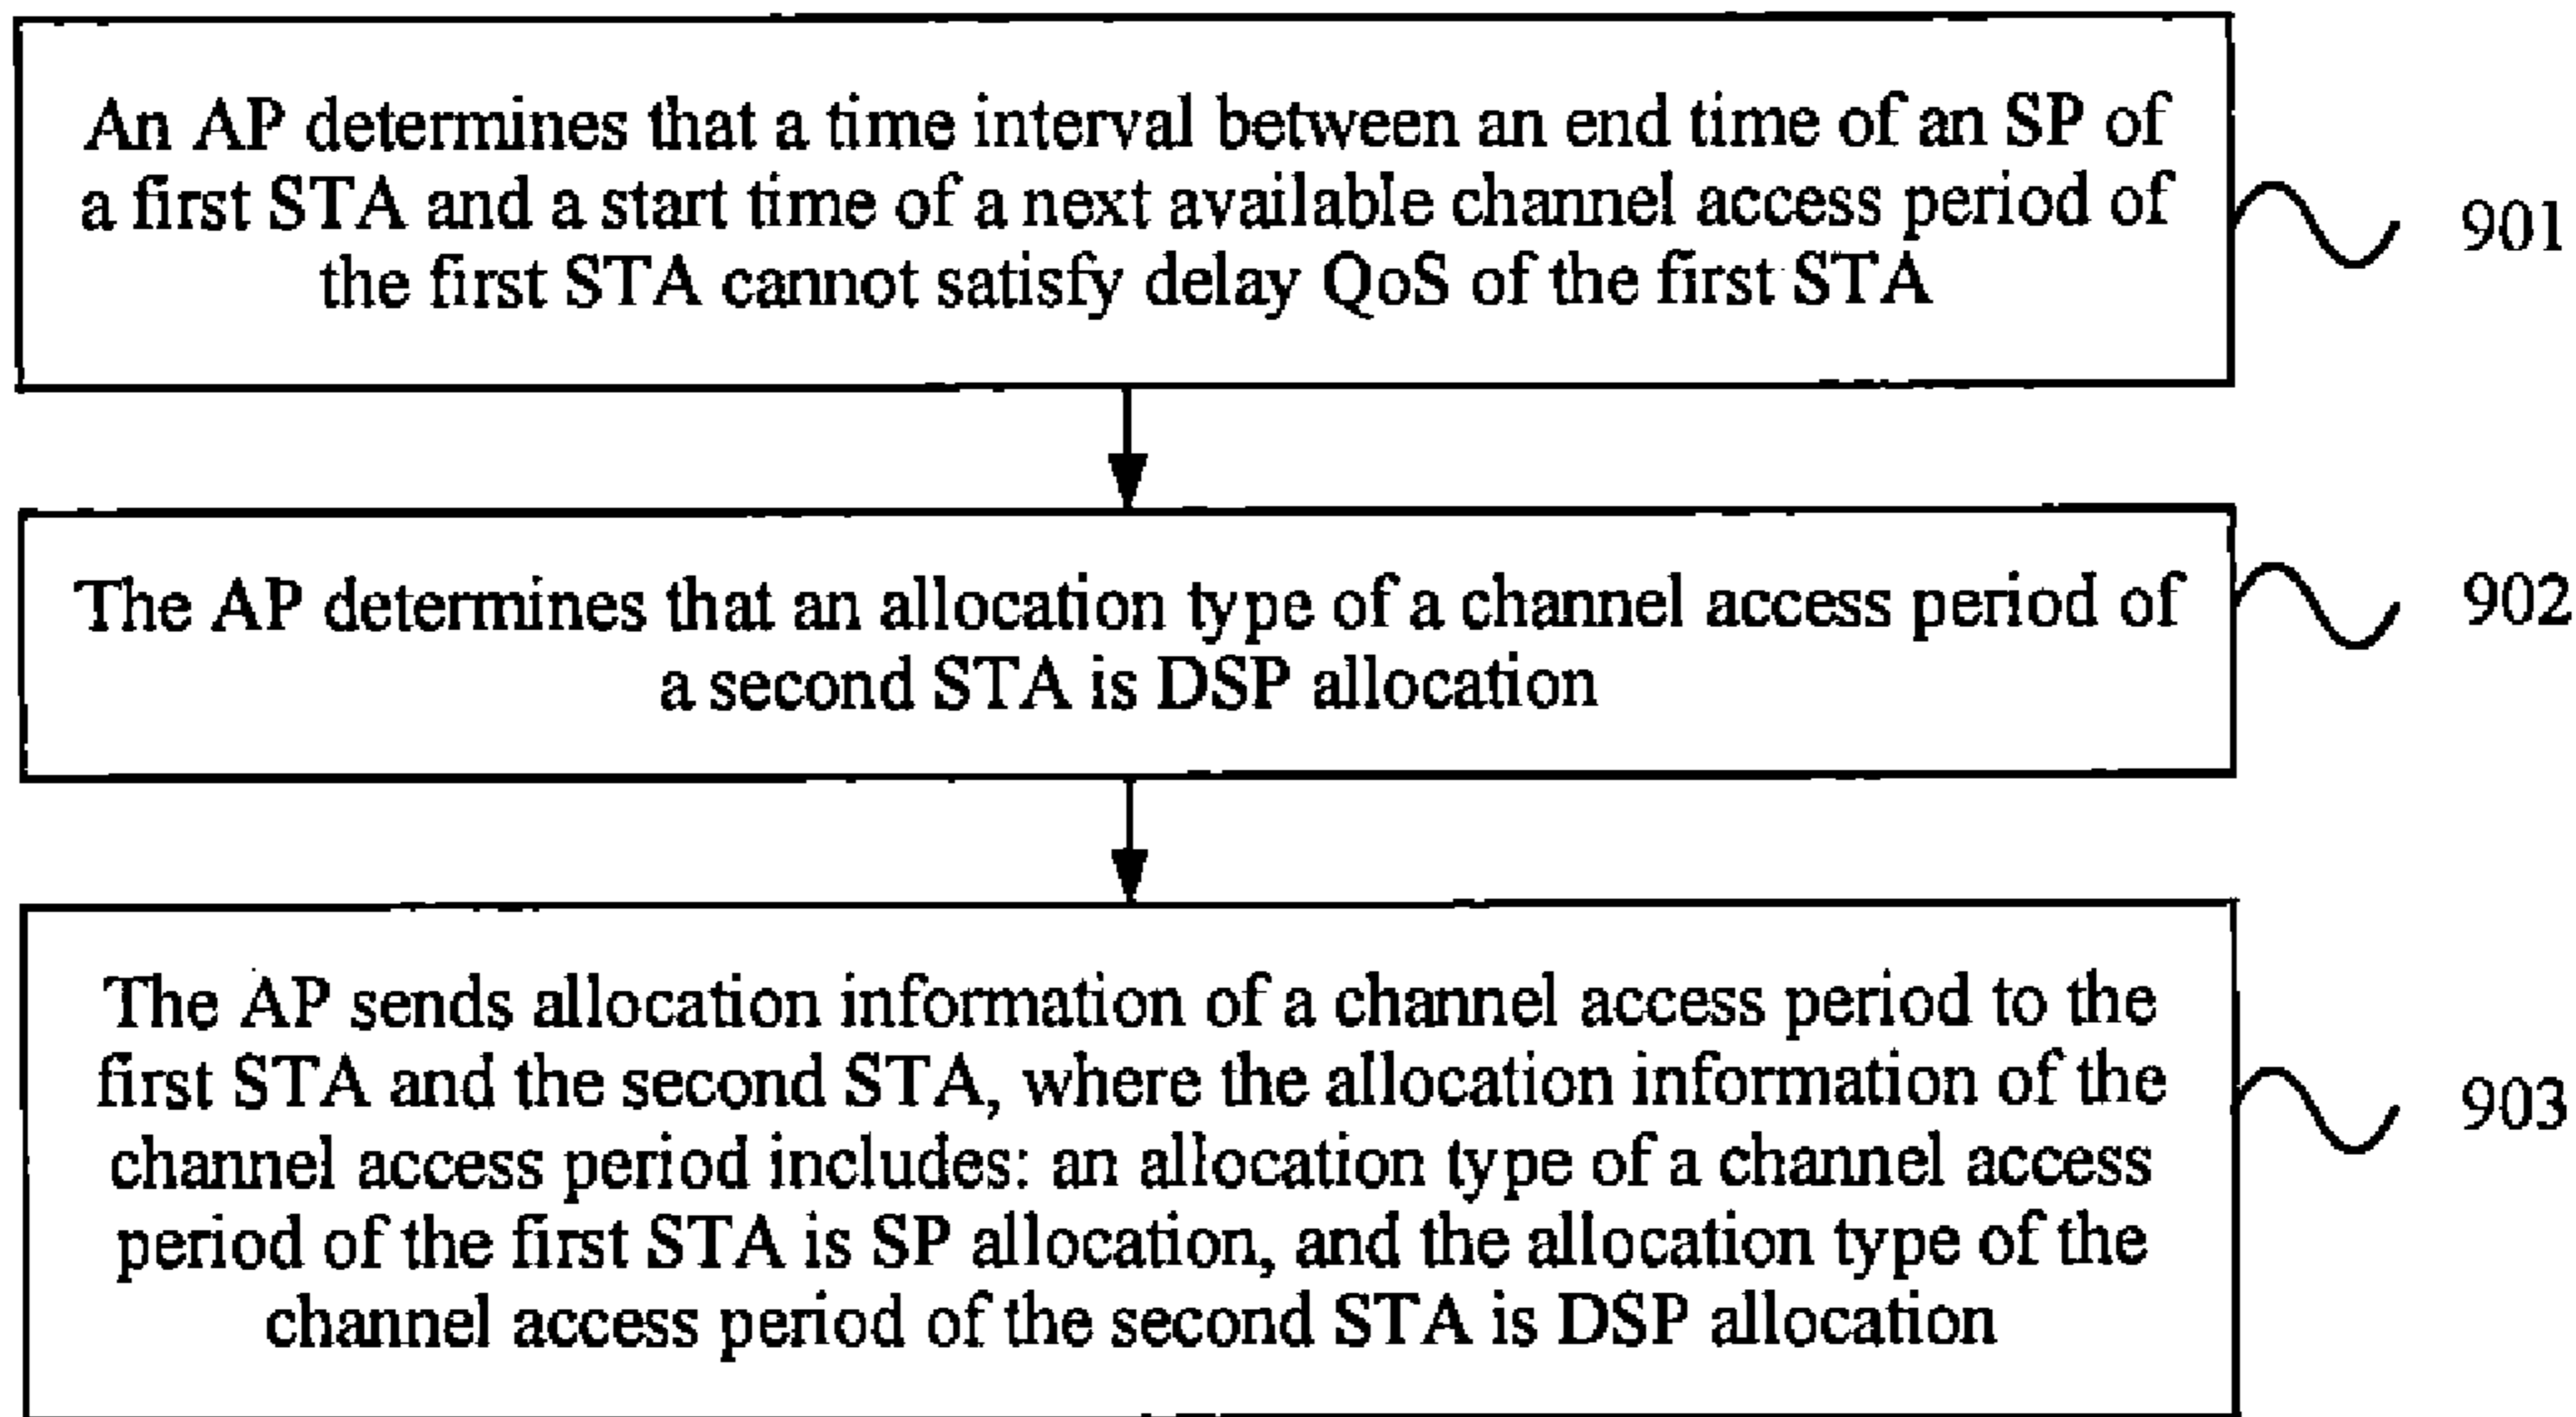 An AP determines that a time interval between an end time of an SP of
a first STA and a start time of a next available channel access period of
the first STA cannot satisfy delay QoS of the first STA
901
The AP determines that an allocation type of a channel access period of
a second STA is DSP allocation
902
The AP sends allocation information of a channel access period to the
first STA and the second STA, where the allocation information of the
channel access period includes: an allocation type of a channel access
period of the first STA is SP allocation, and the allocation type of the
channel access period of the second STA is DSP allocation
903